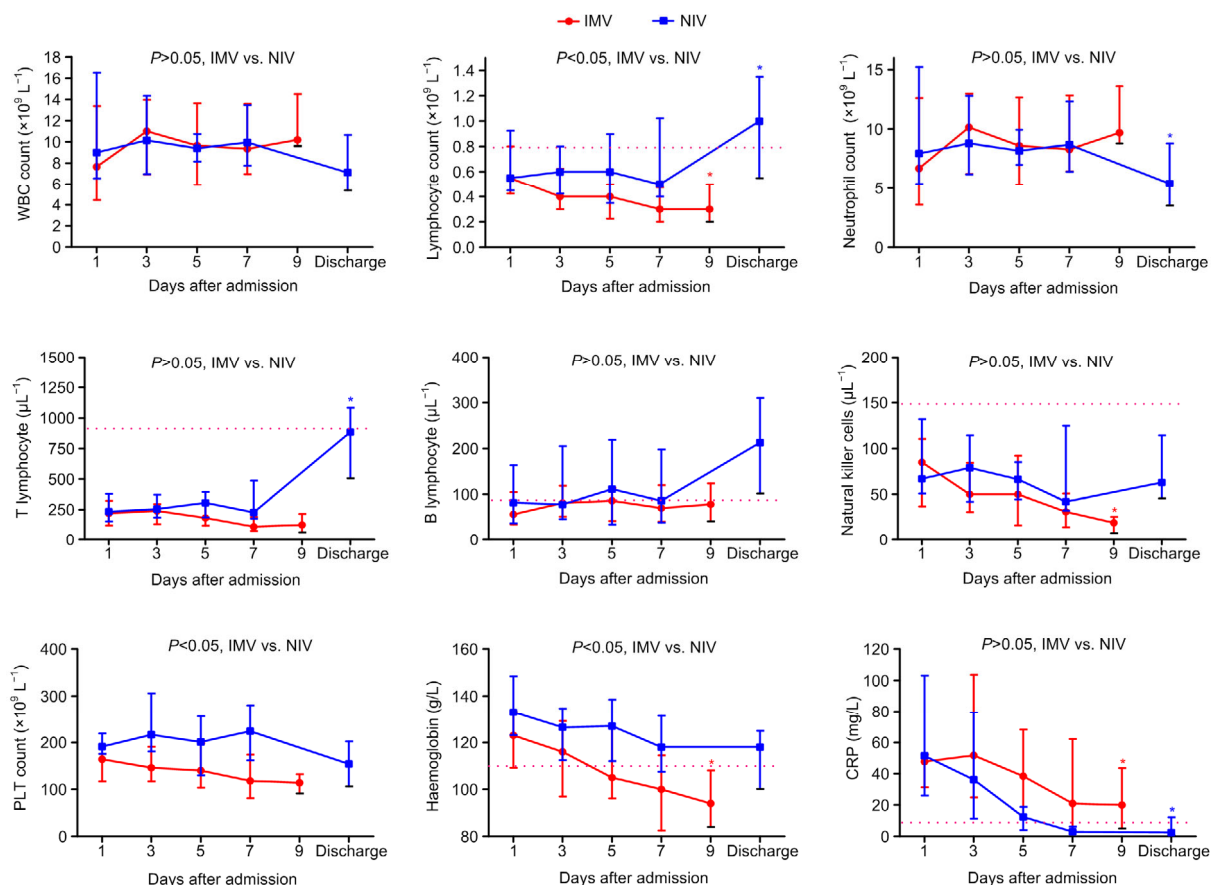 IMV NIV
P>0.05, IMV vs. NIV
WBC count (×10⁹ L⁻¹)
18
16
14
12
10
8
6
4
2
0
1 3 5 7 9 Discharge
Days after admission
P<0.05, IMV vs. NIV
Lymphocyte count (×10⁹ L⁻¹)
1.4
1.2
1.0
0.8
0.6
0.4
0.2
0.0
*
*
1 3 5 7 9 Discharge
Days after admission
P>0.05, IMV vs. NIV
Neutrophil count (×10⁹ L⁻¹)
15
10
5
0
*
1 3 5 7 9 Discharge
Days after admission
P>0.05, IMV vs. NIV
T lymphocyte (µL⁻¹)
1500
1250
1000
750
500
250
0
*
1 3 5 7 9 Discharge
Days after admission
P>0.05, IMV vs. NIV
B lymphocyte (µL⁻¹)
400
300
200
100
0
1 3 5 7 9 Discharge
Days after admission
P>0.05, IMV vs. NIV
Natural killer cells (µL⁻¹)
200
150
100
50
0
*
1 3 5 7 9 Discharge
Days after admission
P<0.05, IMV vs. NIV
PLT count (×10⁹ L⁻¹)
400
300
200
100
0
1 3 5 7 9 Discharge
Days after admission
P<0.05, IMV vs. NIV
Haemoglobin (g/L)
160
140
120
100
80
*
1 3 5 7 9 Discharge
Days after admission
P>0.05, IMV vs. NIV
CRP (mg/L)
120
100
80
60
40
20
0
*
*
1 3 5 7 9 Discharge
Days after admission